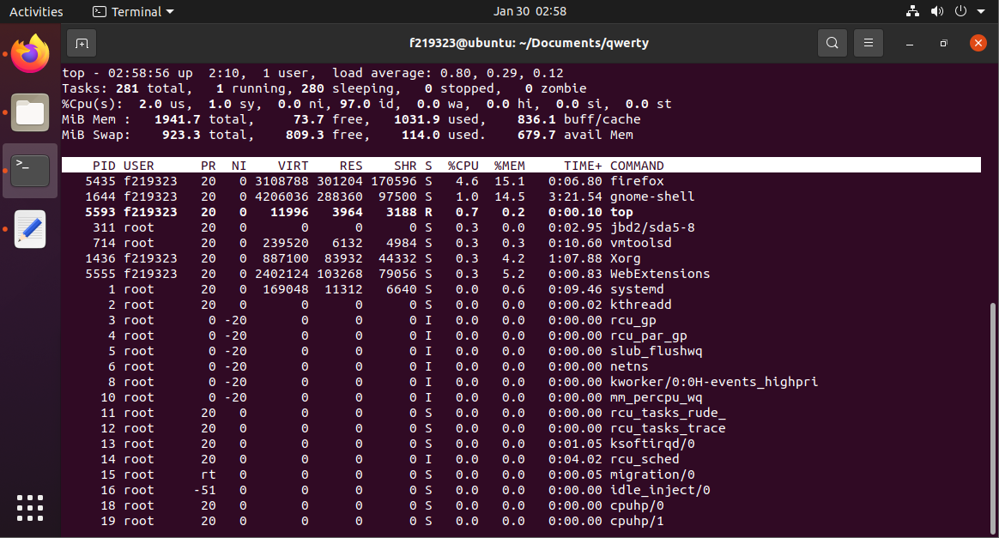 Activities Terminal Jan 30 02:58
f219323@ubuntu: ~/Documents/qwerty
top - 02:58:56 up  2:10,  1 user,  load average: 0.80, 0.29, 0.12
Tasks: 281 total,   1 running, 280 sleeping,   0 stopped,   0 zombie
%Cpu(s):  2.0 us,  1.0 sy,  0.0 ni, 97.0 id,  0.0 wa,  0.0 hi,  0.0 si,  0.0 st
MiB Mem :   1941.7 total,     73.7 free,   1031.9 used,    836.1 buff/cache
MiB Swap:    923.3 total,    809.3 free,    114.0 used.    679.7 avail Mem
PID USER      PR  NI    VIRT    RES    SHR S  %CPU  %MEM     TIME+ COMMAND
5435 f219323   20   0 3108788 301204 170596 S   4.6  15.1   0:06.80 firefox
1644 f219323   20   0 4206036 288360  97500 S   1.0  14.5   3:21.54 gnome-shell
5593 f219323   20   0   11996   3964   3188 R   0.7   0.2   0:00.10 top
311 root      20   0       0      0      0 S   0.3   0.0   0:02.95 jbd2/sda5-8
714 root      20   0  239520   6132   4984 S   0.3   0.3   0:10.60 vmtoolsd
1436 f219323   20   0  887100  83932  44332 S   0.3   4.2   1:07.88 Xorg
5555 f219323   20   0 2402124 103268  79056 S   0.3   5.2   0:00.83 WebExtensions
1 root      20   0  169048  11312   6640 S   0.0   0.6   0:09.46 systemd
2 root      20   0       0      0      0 S   0.0   0.0   0:00.02 kthreadd
3 root       0 -20       0      0      0 I   0.0   0.0   0:00.00 rcu_gp
4 root       0 -20       0      0      0 I   0.0   0.0   0:00.00 rcu_par_gp
5 root       0 -20       0      0      0 I   0.0   0.0   0:00.00 slub_flushwq
6 root       0 -20       0      0      0 I   0.0   0.0   0:00.00 netns
8 root       0 -20       0      0      0 I   0.0   0.0   0:00.00 kworker/0:0H-events_highpri
10 root       0 -20       0      0      0 I   0.0   0.0   0:00.00 mm_percpu_wq
11 root      20   0       0      0      0 S   0.0   0.0   0:00.00 rcu_tasks_rude_
12 root      20   0       0      0      0 S   0.0   0.0   0:00.00 rcu_tasks_trace
13 root      20   0       0      0      0 S   0.0   0.0   0:01.05 ksoftirqd/0
14 root      20   0       0      0      0 I   0.0   0.0   0:04.02 rcu_sched
15 root      rt   0       0      0      0 S   0.0   0.0   0:00.05 migration/0
16 root     -51   0       0      0      0 S   0.0   0.0   0:00.00 idle_inject/0
18 root      20   0       0      0      0 S   0.0   0.0   0:00.00 cpuhp/0
19 root      20   0       0      0      0 S   0.0   0.0   0:00.00 cpuhp/1